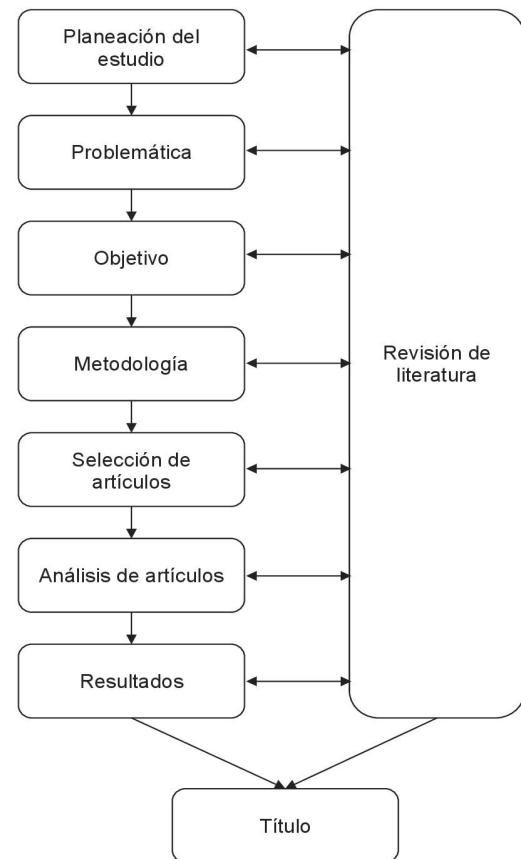 Planeación del
estudio
Problemática
Objetivo
Metodología
Selección de
artículos
Análisis de artículos
Resultados
Revisión de
literatura
Título